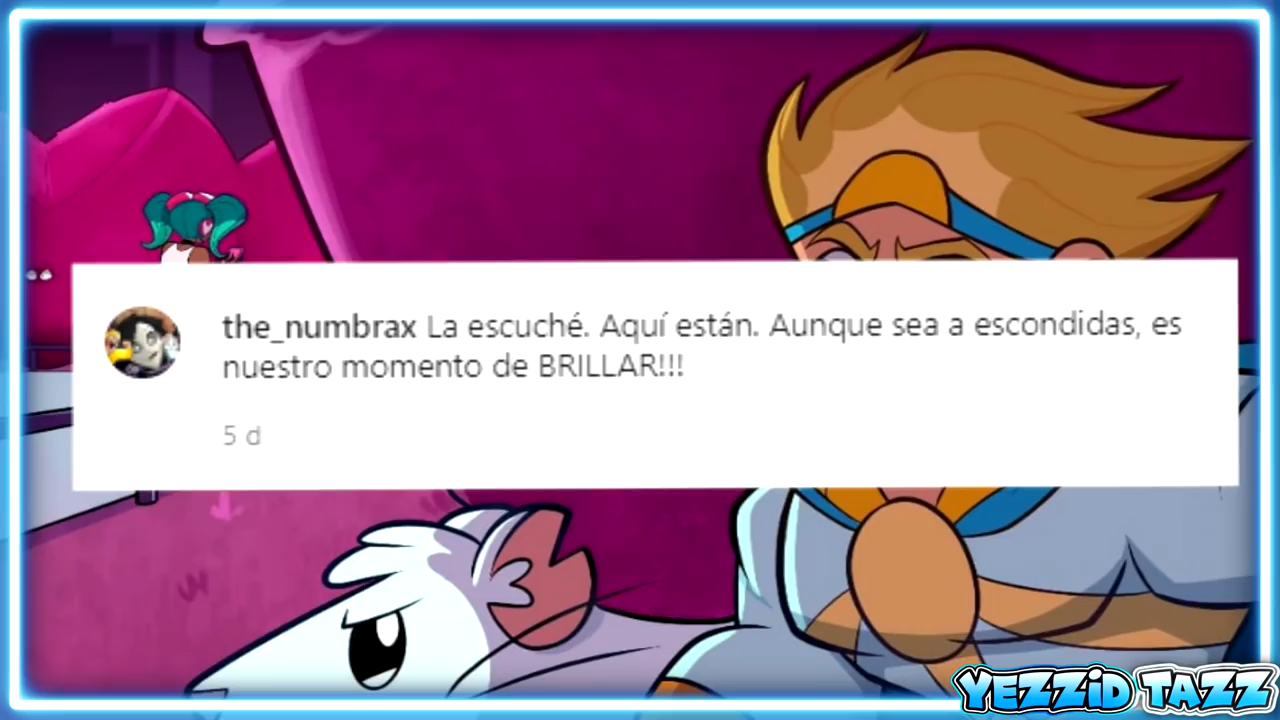 the_numbrax La escuché. Aquí están. Aunque sea a escondidas, es
nuestro momento de BRILLAR!!!
5 d
YEZZiD TAZZ